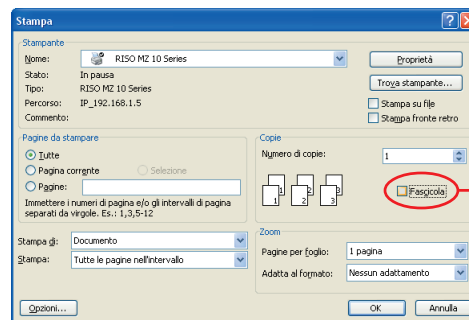 Stampa
Stampante
Nome: RISO MZ 10 Series
Proprietà
Stato: In pausa
Tipo: RISO MZ 10 Series
Trova stampante...
Percorso: IP_192.168.1.5
Stampa su file
Commento:
Stampa fronte retro
Pagine da stampare
Tutte
Pagina corrente
Selezione
Pagine:
Immettere i numeri di pagina e/o gli intervalli di pagina
separati da virgole. Es.: 1,3,5-12
Copie
Numero di copie: 1
1 1 2 2 3 3
Fascicola
Stampa di: Documento
Stampa: Tutte le pagine nell'intervallo
Zoom
Pagine per foglio: 1 pagina
Adatta al formato: Nessun adattamento
Opzioni...
OK
Annulla